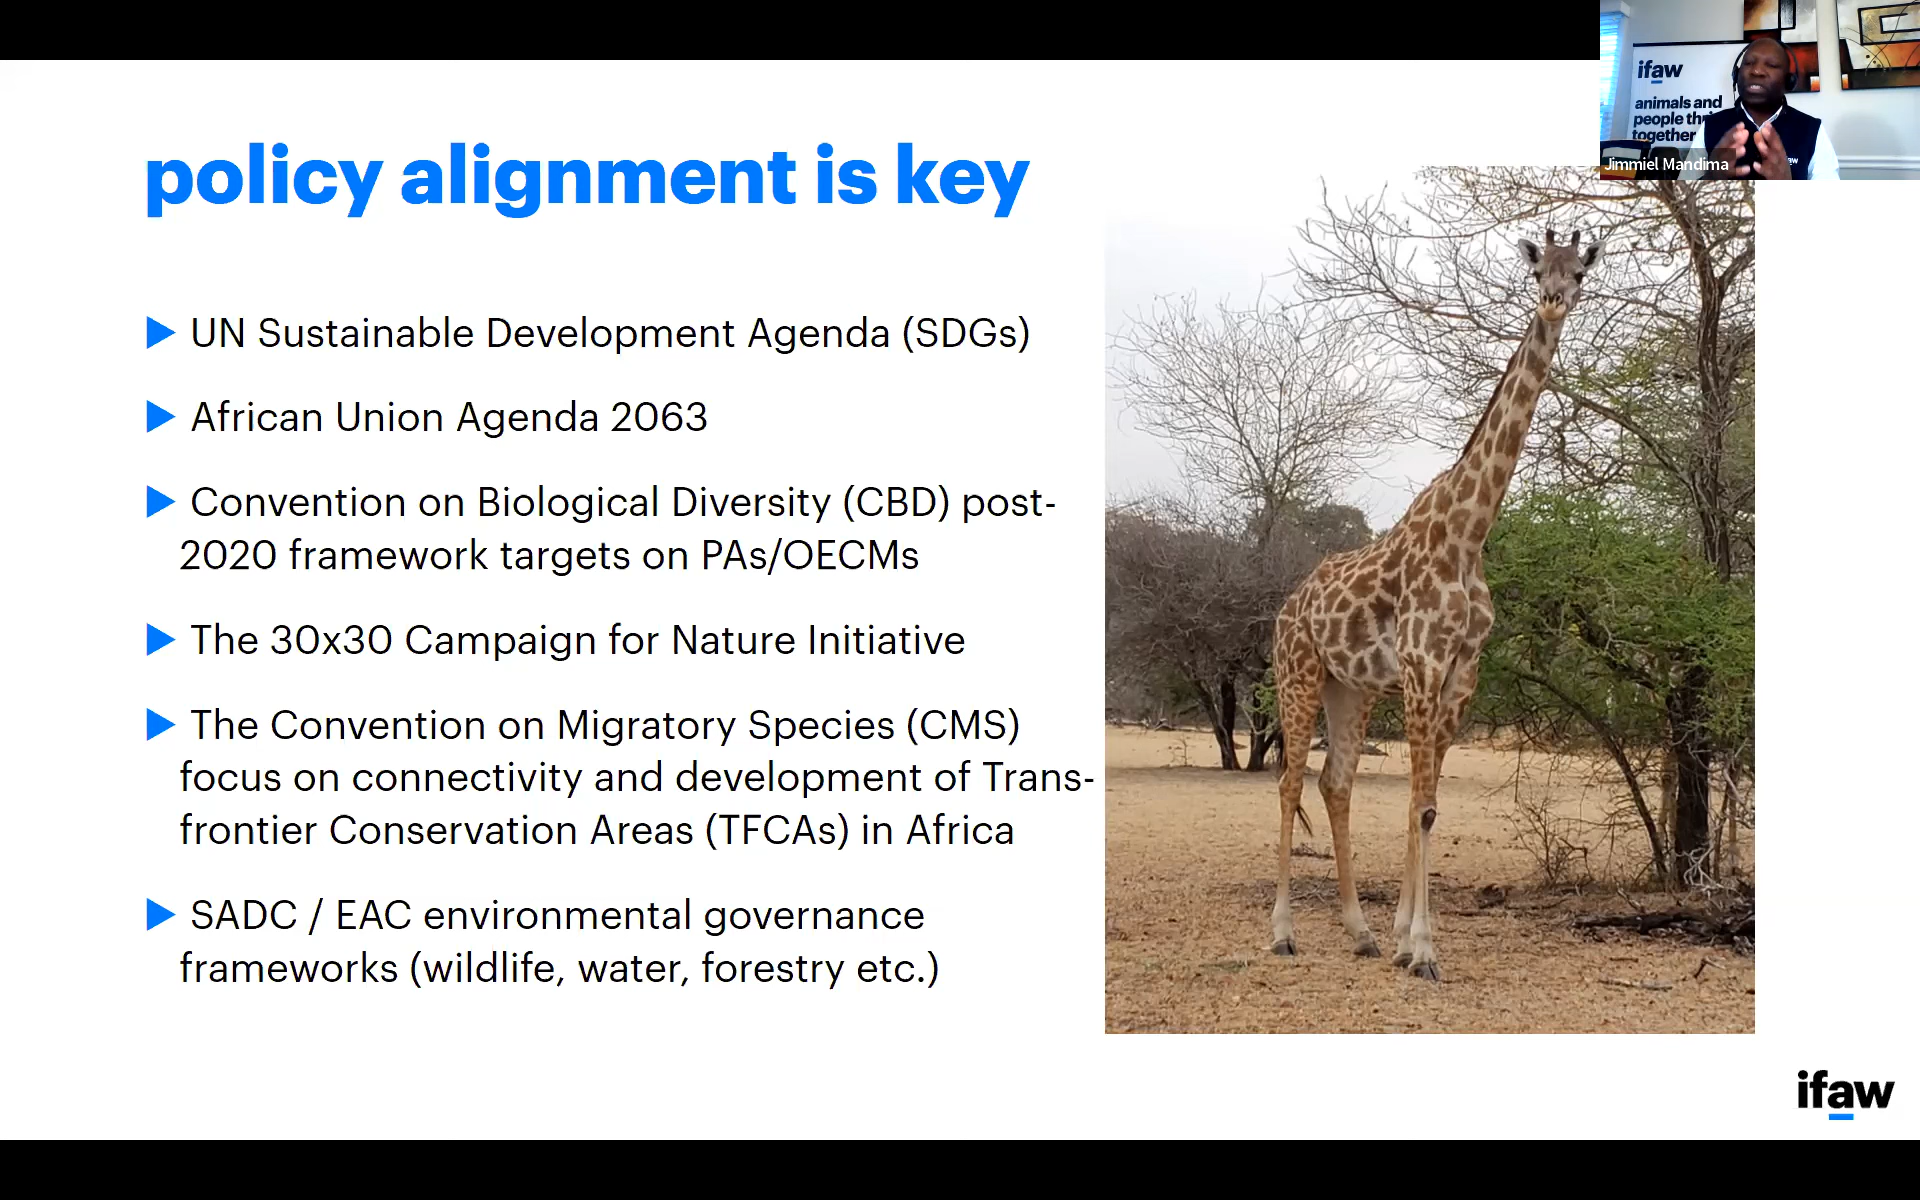 ifaw
animals and
people
together
Jimmiel Mandima
policy alignment is key
UN Sustainable Development Agenda (SDGs)
African Union Agenda 2063
Convention on Biological Diversity (CBD) post-
2020 framework targets on PAs/OECMs
The 30x30 Campaign for Nature Initiative
The Convention on Migratory Species (CMS)
focus on connectivity and development of Trans-
frontier Conservation Areas (TFCAs) in Africa
SADC / EAC environmental governance
frameworks (wildlife, water, forestry etc.)
ifaw